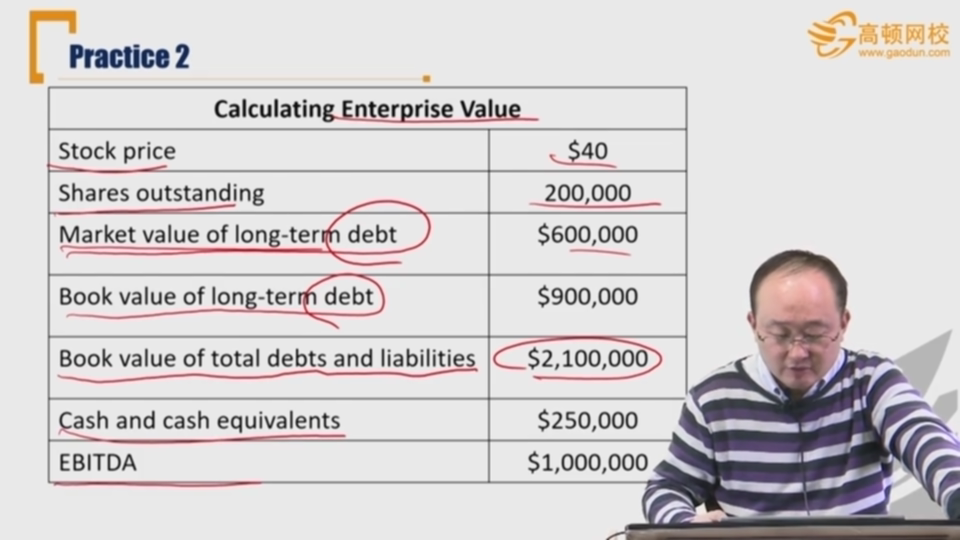 Practice 2
高顿网校
www.gaodun.com
Calculating Enterprise Value
Stock price $40
Shares outstanding 200,000
Market value of long-term debt $600,000
Book value of long-term debt $900,000
Book value of total debts and liabilities $2,100,000
Cash and cash equivalents $250,000
EBITDA $1,000,000